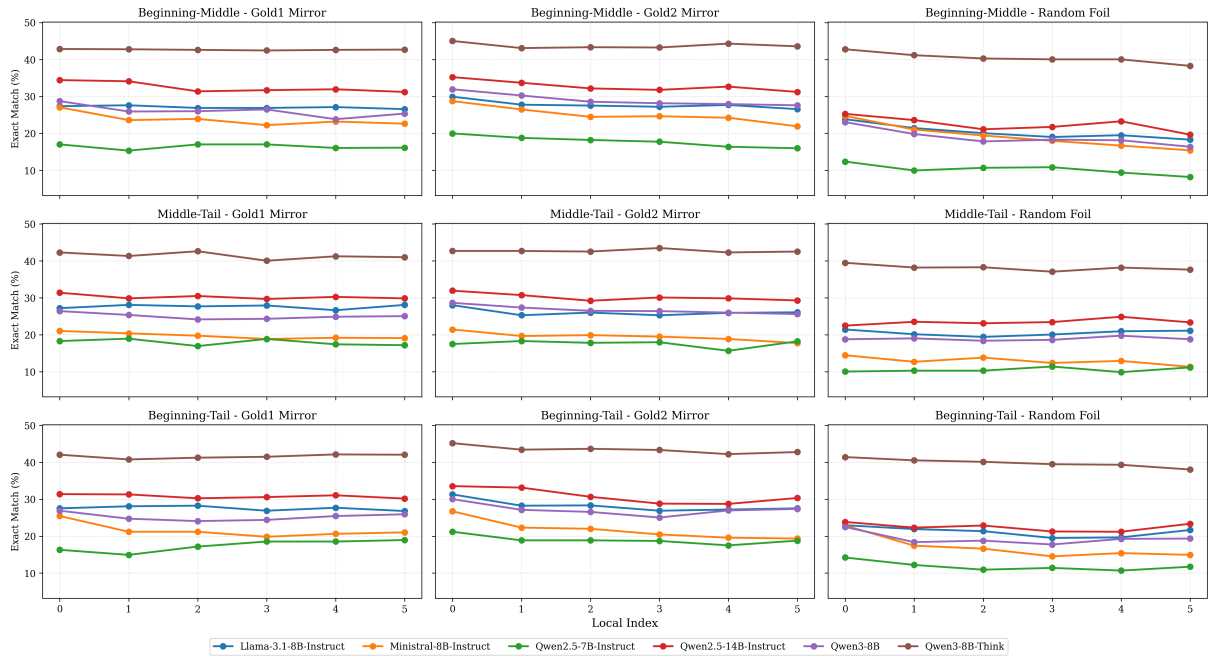 Beginning-Middle - Gold1 Mirror
Beginning-Middle - Gold2 Mirror
Beginning-Middle - Random Foil
50
40
30
20
10
Exact Match (%)
Middle-Tail - Gold1 Mirror
Middle-Tail - Gold2 Mirror
Middle-Tail - Random Foil
50
40
30
20
10
Exact Match (%)
Beginning-Tail - Gold1 Mirror
Beginning-Tail - Gold2 Mirror
Beginning-Tail - Random Foil
50
40
30
20
10
Exact Match (%)
0 1 2 3 4 5
0 1 2 3 4 5
0 1 2 3 4 5
Local Index
Llama-3.1-8B-Instruct Ministral-8B-Instruct Qwen2.5-7B-Instruct Qwen2.5-14B-Instruct Qwen3-8B Qwen3-8B-Think